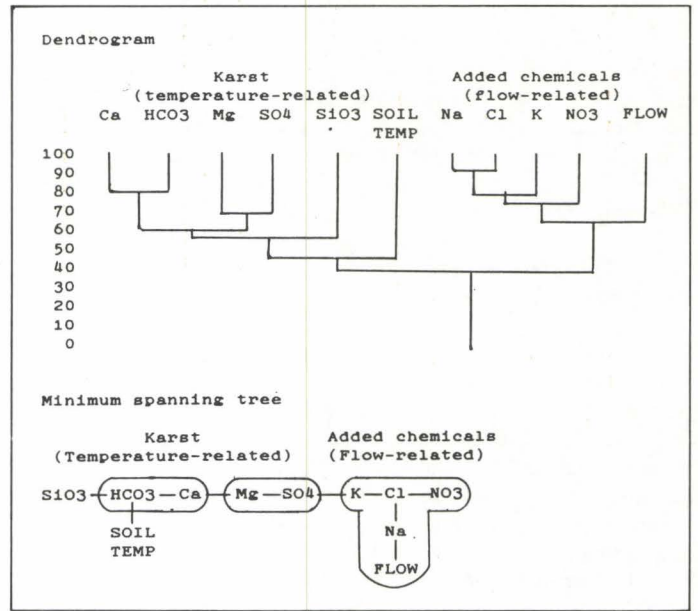 Dendrogram
Karst Added chemicals
(temperature-related) (flow-related)
Ca HCO3 Mg SO4 SiO3 SOIL TEMP Na Cl K NO3 FLOW
100
90
80
70
60
50
40
30
20
10
0
Minimum spanning tree
Karst Added chemicals
(Temperature-related) (Flow-related)
SiO3 HCO3 Ca Mg SO4 K Cl NO3
SOIL Na
TEMP
FLOW